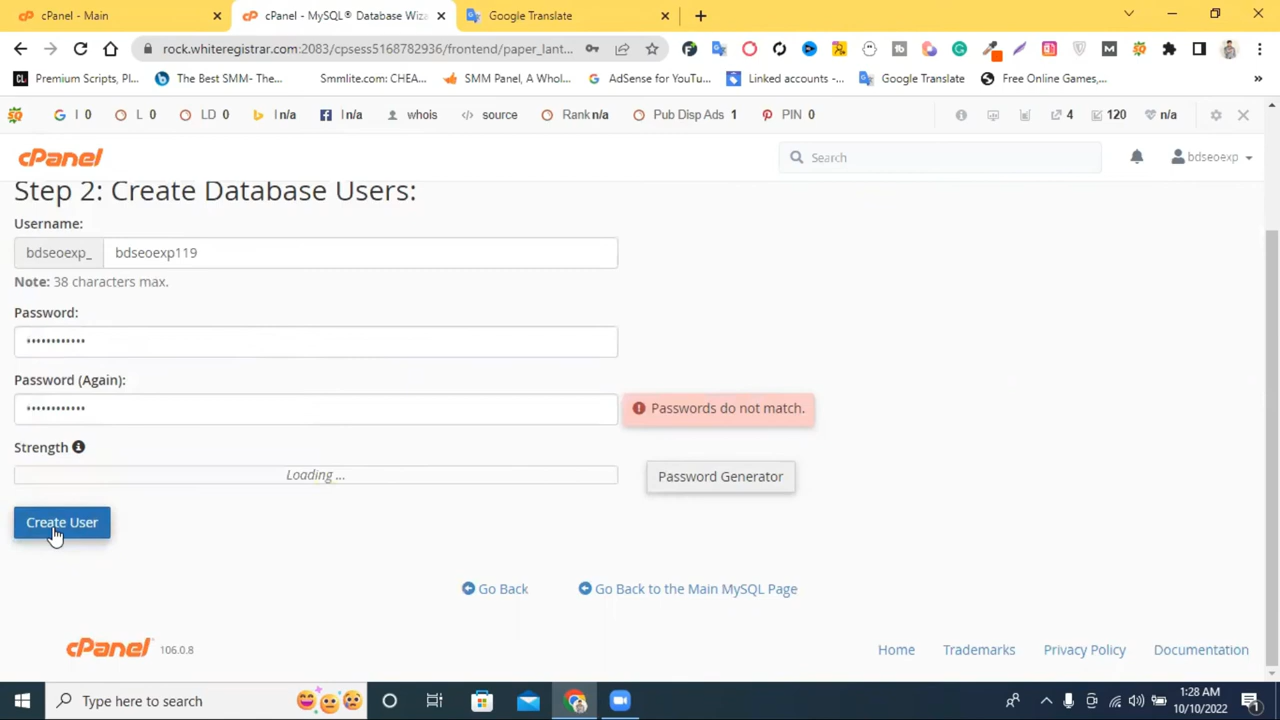 cPanel - Main
cPanel - MySQL® Database Wiza
Google Translate
rock.whiteregistrar.com:2083/cpsess5168782936/frontend/paper_lant...
CL Premium Scripts, Pl...
The Best SMM- The...
Smmlite.com: CHEA...
SMM Panel, A Whol...
AdSense for YouTu...
Linked accounts -...
Google Translate
Free Online Games,...
»
I 0
L 0
LD 0
I n/a
I n/a
whois
source
Rank n/a
Pub Disp Ads 1
PIN 0
4
120
n/a
cPanel
Search
bdseoexp
Step 2: Create Database Users:
Username:
bdseoexp_ bdseoexp119
Note: 38 characters max.
Password:
••••••••••••
Password (Again):
••••••••••••
Passwords do not match.
Strength
Loading ...
Password Generator
Create User
Go Back
Go Back to the Main MySQL Page
cPanel 106.0.8
Home
Trademarks
Privacy Policy
Documentation
Type here to search
1:28 AM
10/10/2022
1